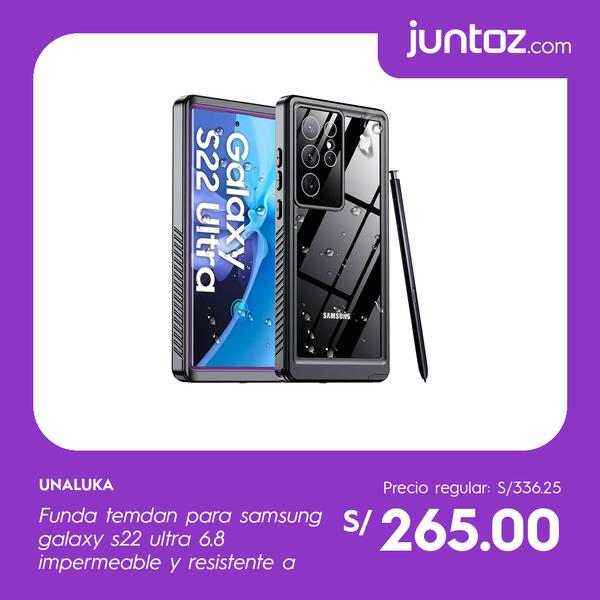 juntoz.com
Galaxy
S22 Ultra
SAMSUNG
UNALUKA
Funda temdan para samsung
galaxy s22 ultra 6.8
impermeable y resistente a
Precio regular: S/336.25
S/ 265.00